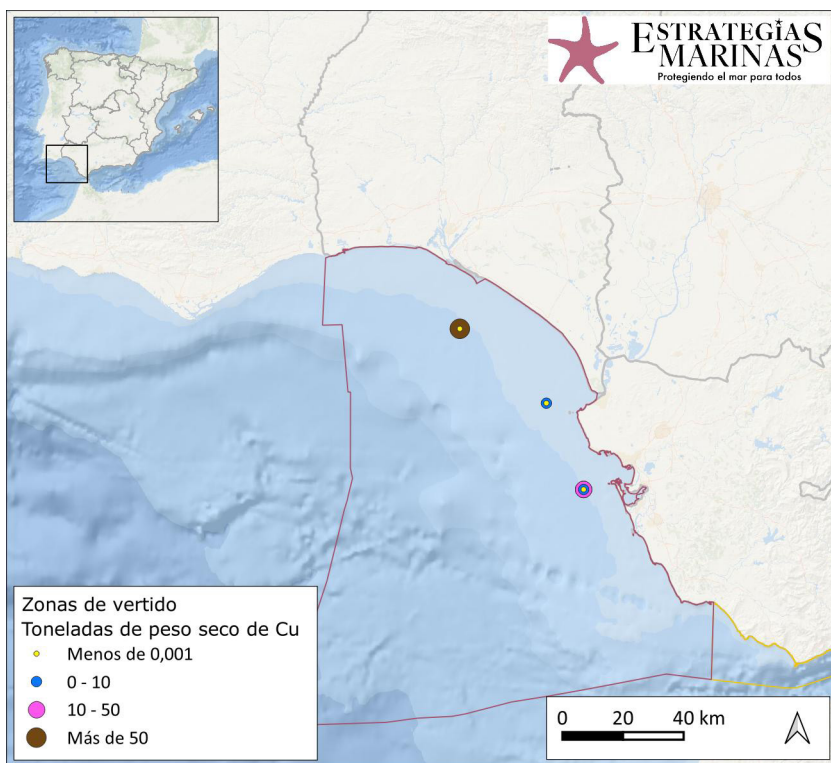 ESTRATEGIAS
MARINAS
Protegiendo el mar para todos
Zonas de vertido
Toneladas de peso seco de Cu
Menos de 0,001
0 - 10
10 - 50
Más de 50
0 20 40 km